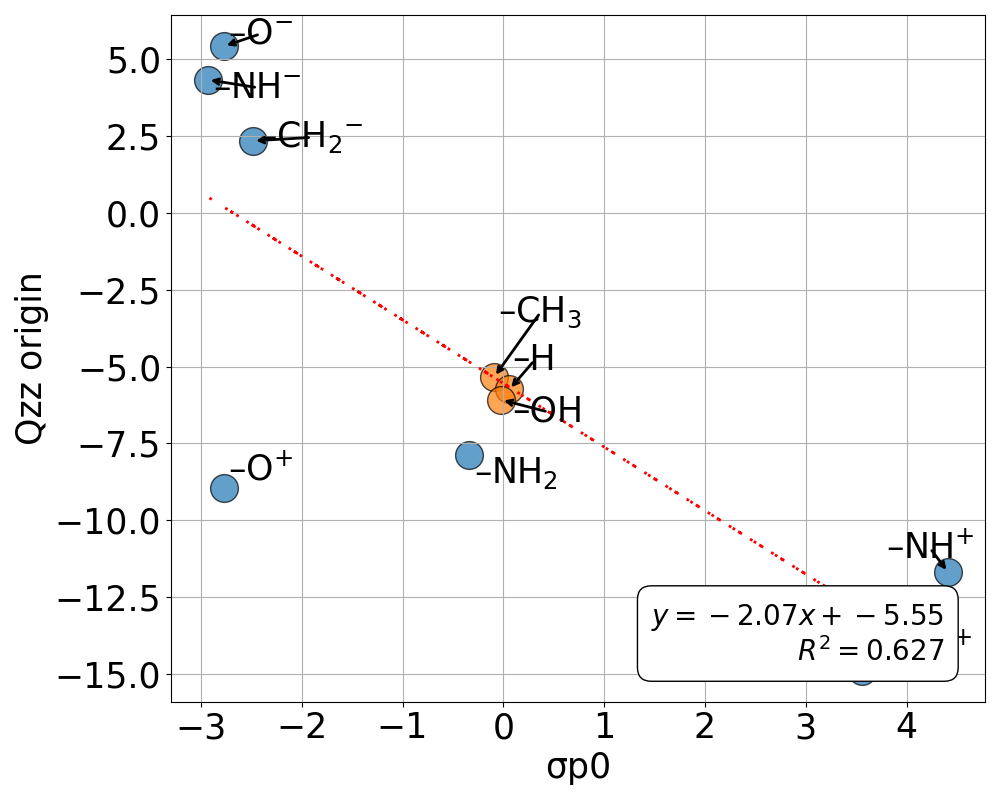 –O⁻
–NH⁻
–CH₂⁻
–CH₃
–H
–OH
–O⁺
–NH₂
–NH⁺
⁺
y = −2.07x + −5.55
R² = 0.627
5.0
2.5
0.0
−2.5
−5.0
−7.5
−10.0
−12.5
−15.0
Qzz origin
−3 −2 −1 0 1 2 3 4
σp0